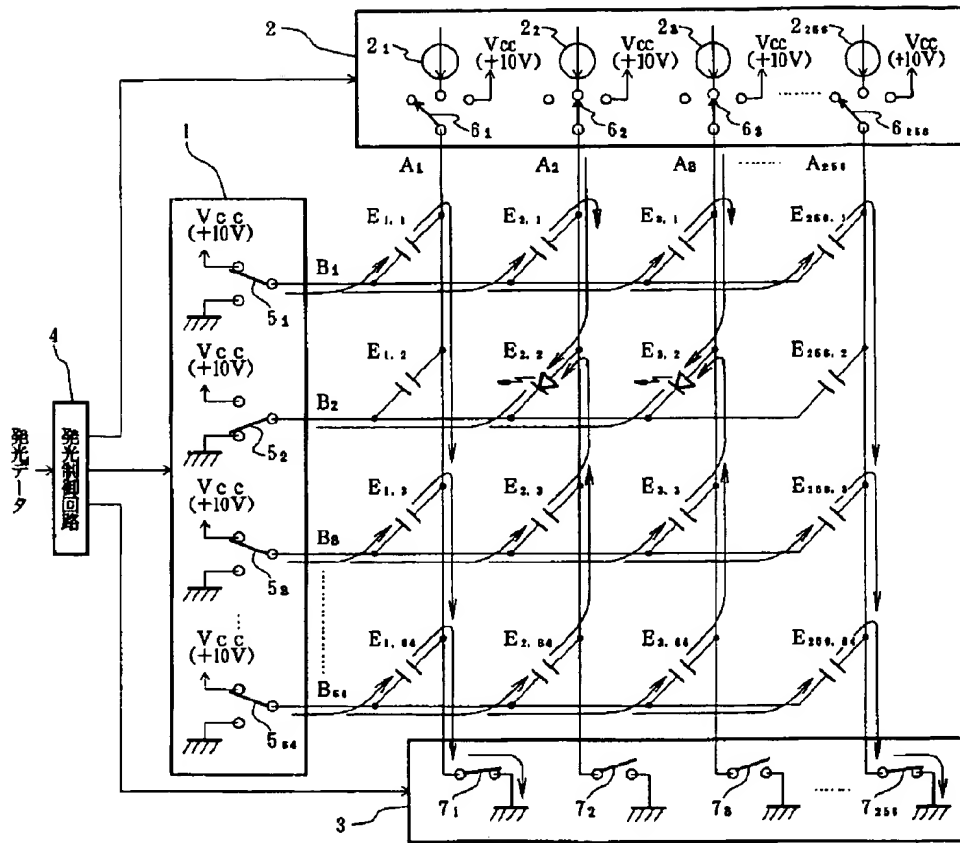 2
2₁
2₂
2₃
2₂₅₆
Vcc
(+10V)
Vcc
(+10V)
Vcc
(+10V)
Vcc
(+10V)
6₁
6₂
6₃
6₂₅₆
1
A₁
A₂
A₃
A₂₅₆
Vcc
(+10V)
B₁
5₁
E₁,₁
E₂,₁
E₃,₁
E₂₅₆,₁
4
発光データ
発光制御回路
Vcc
(+10V)
B₂
5₂
E₁,₂
E₂,₂
E₃,₂
E₂₅₆,₂
Vcc
(+10V)
B₃
5₃
E₁,₃
E₂,₃
E₃,₃
E₂₅₆,₃
Vcc
(+10V)
B₆₄
5₆₄
E₁,₆₄
E₂,₆₄
E₃,₆₄
E₂₅₆,₆₄
3
7₁
7₂
7₃
7₂₅₆